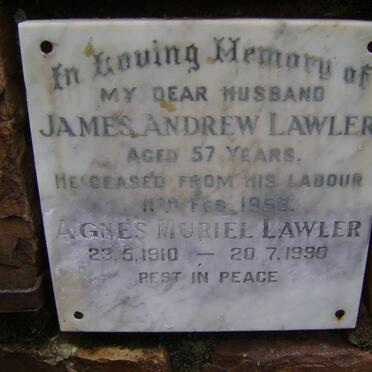 In Loving Memory of
MY DEAR HUSBAND
JAMES ANDREW LAWLER
AGED 57 YEARS.
HE CEASED FROM HIS LABOUR
11TH FEB.
AGNES MURIEL LAWLER
23.5.1910 — 20.7.1990
REST IN PEACE